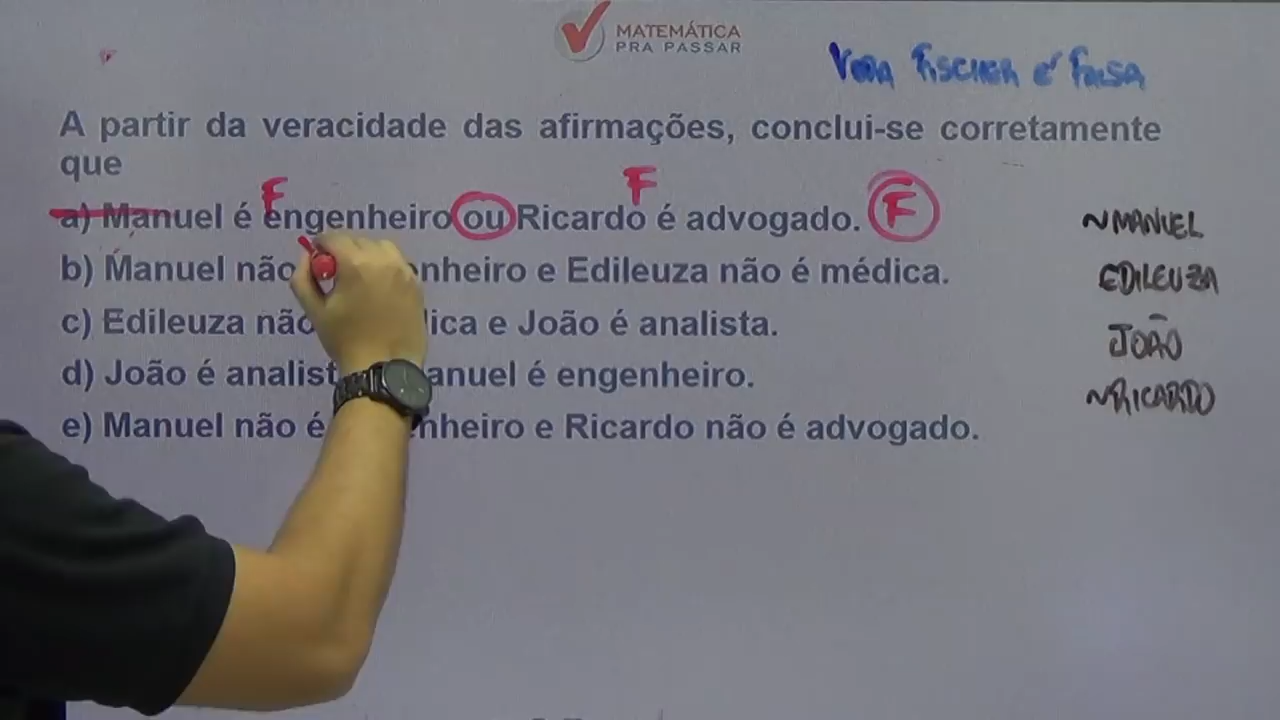 MATEMÁTICA
PRA PASSAR
VERA FISCHER É FALSA
A partir da veracidade das afirmações, conclui-se corretamente
que
F F
a) Manuel é engenheiro ou Ricardo é advogado. F
b) Manuel não nheiro e Edileuza não é médica.
c) Edileuza não lica e João é analista.
d) João é analist anuel é engenheiro.
e) Manuel não é nheiro e Ricardo não é advogado.
~MANUEL
EDILEUZA
JOÃO
~RICARDO